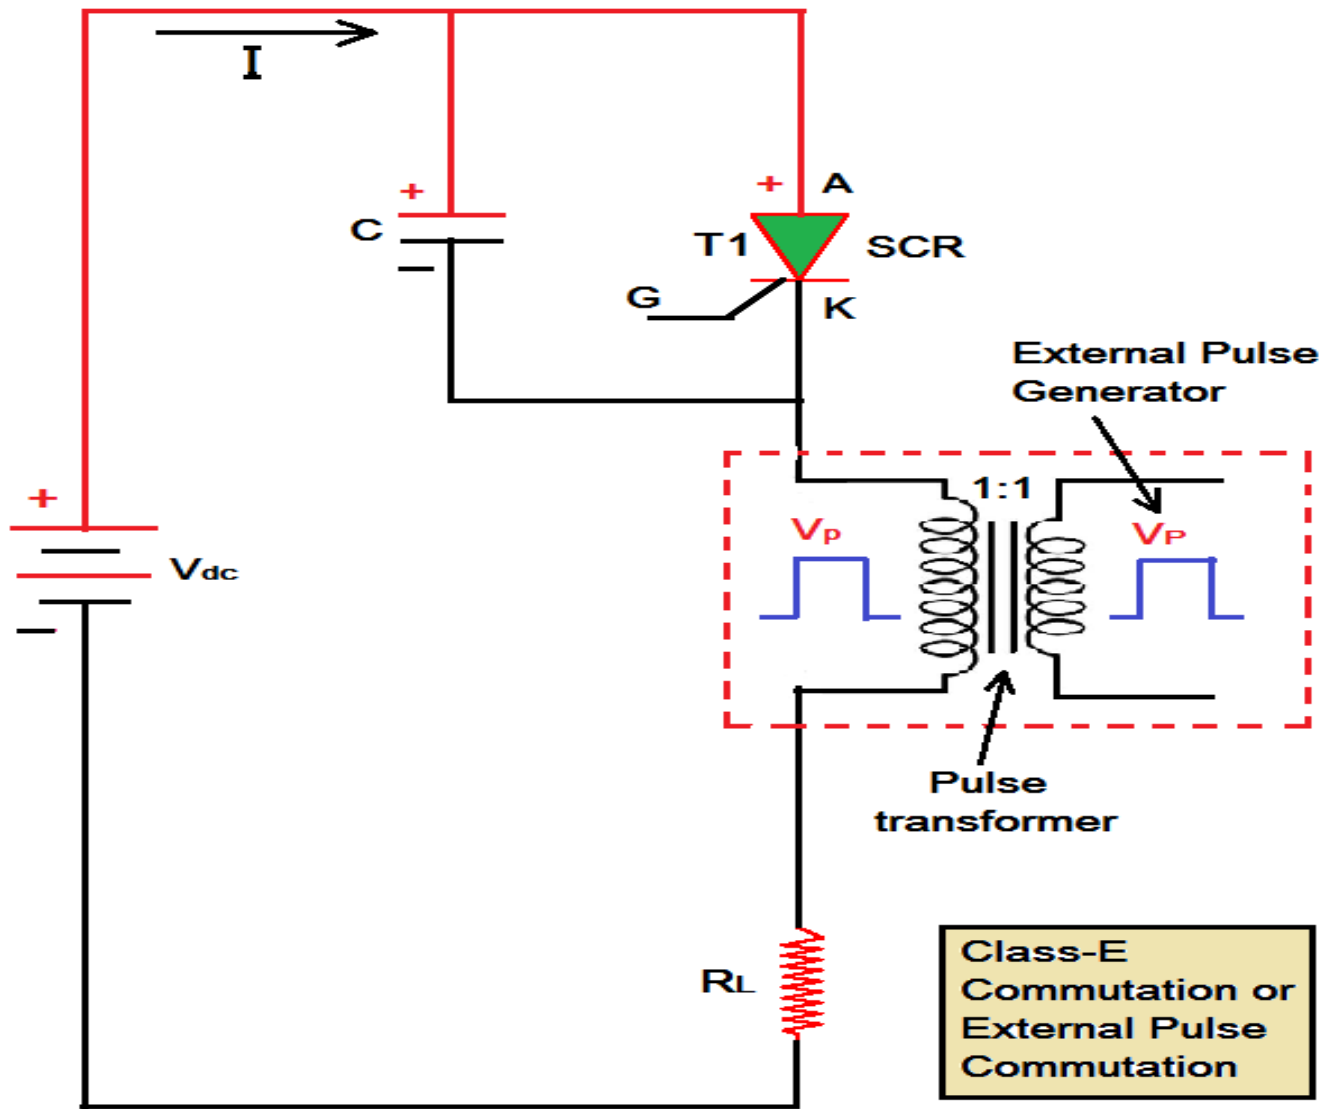 I
+
A
+
C
T1
SCR
G
K
External Pulse
Generator
1:1
+
Vp
VP
Vdc
Pulse
transformer
RL
Class-E
Commutation or
External Pulse
Commutation